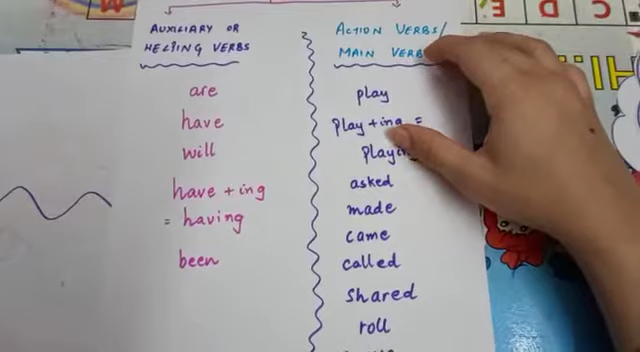 AUXILIARY OR
HELPING VERBS
are
have
will
have + ing
= having
been
ACTION VERBS/
MAIN VERBS
play
play + ing =
playing
asked
made
came
called
shared
roll
E
D
C